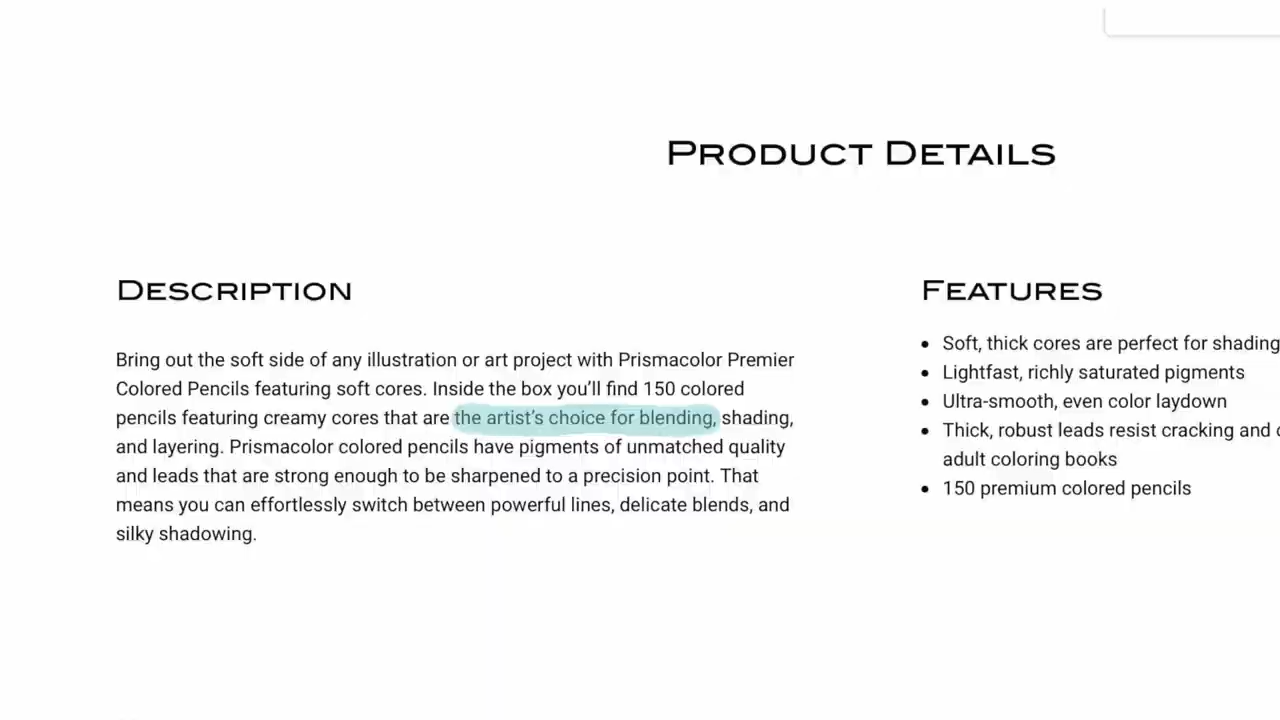 Product Details
Description
Bring out the soft side of any illustration or art project with Prismacolor Premier
Colored Pencils featuring soft cores. Inside the box you’ll find 150 colored
pencils featuring creamy cores that are the artist’s choice for blending, shading,
and layering. Prismacolor colored pencils have pigments of unmatched quality
and leads that are strong enough to be sharpened to a precision point. That
means you can effortlessly switch between powerful lines, delicate blends, and
silky shadowing.
Features
• Soft, thick cores are perfect for shading
• Lightfast, richly saturated pigments
• Ultra-smooth, even color laydown
• Thick, robust leads resist cracking and
adult coloring books
• 150 premium colored pencils